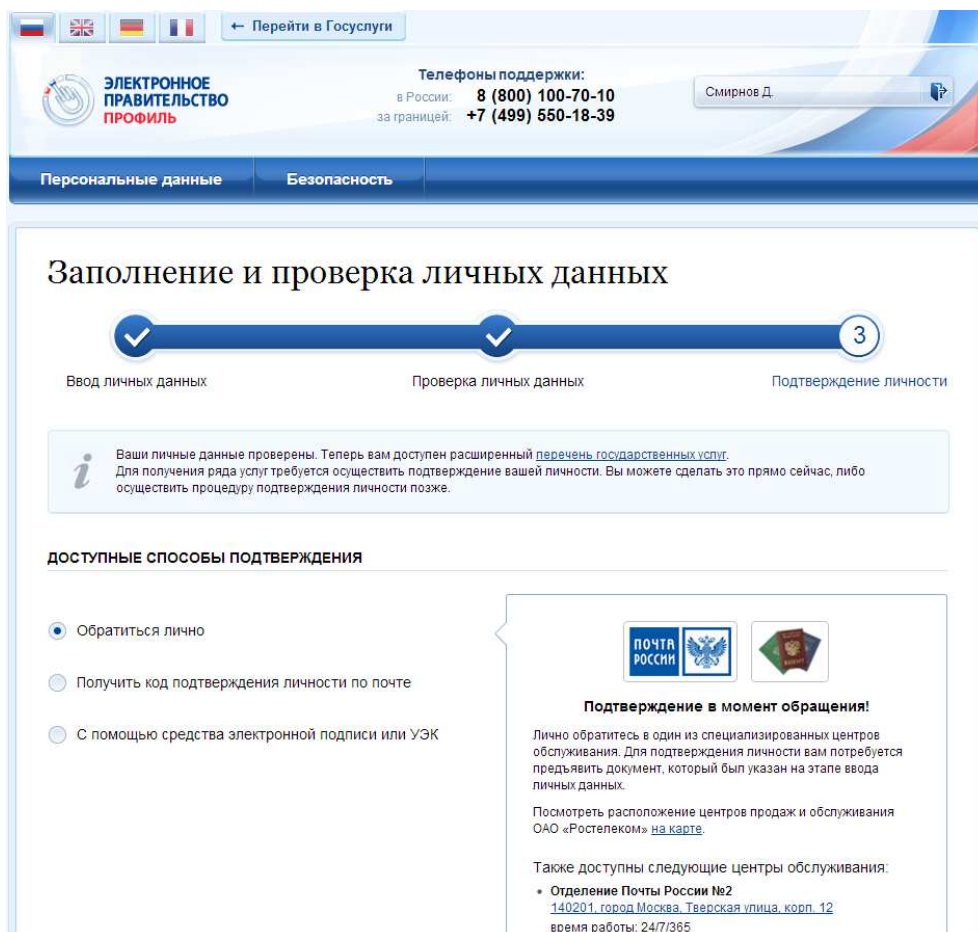 ← Перейти в Госуслуги
ЭЛЕКТРОННОЕ
ПРАВИТЕЛЬСТВО
ПРОФИЛЬ
Телефоны поддержки:
в России: 8 (800) 100-70-10
за границей: +7 (499) 550-18-39
Смирнов Д.
Персональные данные
Безопасность
Заполнение и проверка личных данных
3
Ввод личных данных
Проверка личных данных
Подтверждение личности
Ваши личные данные проверены. Теперь вам доступен расширенный перечень государственных услуг.
Для получения ряда услуг требуется осуществить подтверждение вашей личности. Вы можете сделать это прямо сейчас, либо
осуществить процедуру подтверждения личности позже.
ДОСТУПНЫЕ СПОСОБЫ ПОДТВЕРЖДЕНИЯ
Обратиться лично
Получить код подтверждения личности по почте
С помощью средства электронной подписи или УЭК
ПОЧТА
РОССИИ
Подтверждение в момент обращения!
Лично обратитесь в один из специализированных центров
обслуживания. Для подтверждения личности вам потребуется
предъявить документ, который был указан на этапе ввода
личных данных.
Посмотреть расположение центров продаж и обслуживания
ОАО «Ростелеком» на карте.
Также доступны следующие центры обслуживания:
• Отделение Почты России №2
140201, город Москва, Тверская улица, корп. 12
время работы: 24/7/365